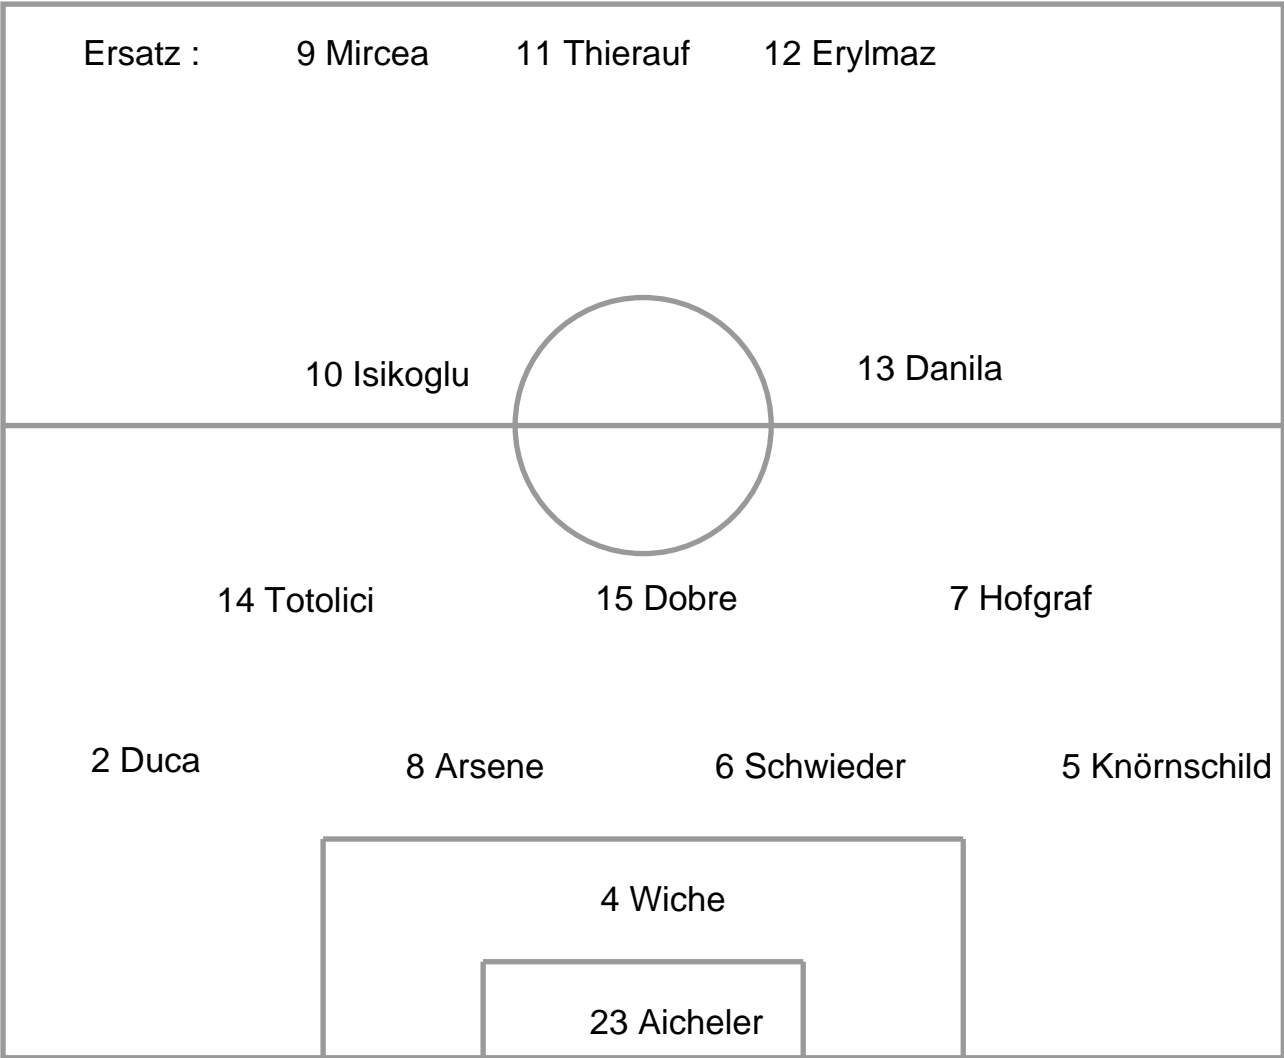 Ersatz : 9 Mircea 11 Thierauf 12 Erylmaz
10 Isikoglu 13 Danila
14 Totolici 15 Dobre 7 Hofgraf
2 Duca 8 Arsene 6 Schwieder 5 Knörnschild
4 Wiche
23 Aicheler